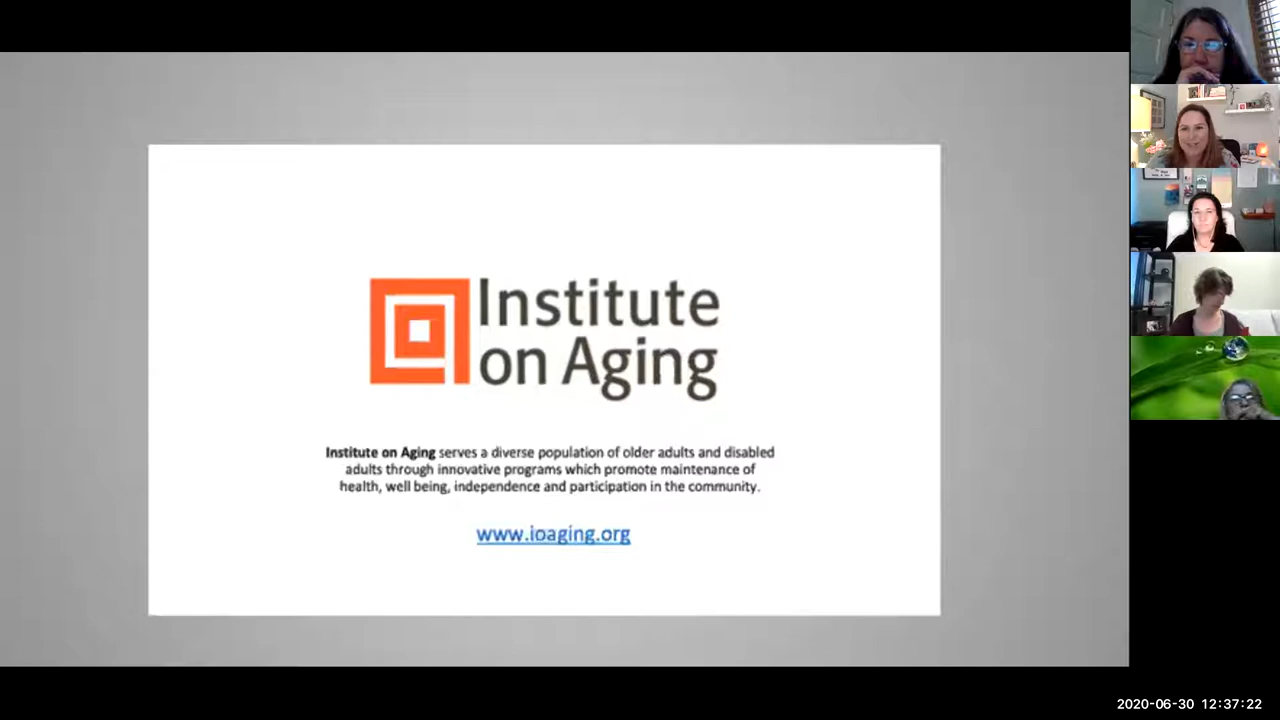 Institute
on Aging
Institute on Aging serves a diverse population of older adults and disabled
adults through innovative programs which promote maintenance of
health, well being, independence and participation in the community.
www.ioaging.org
2020-06-30 12:37:22